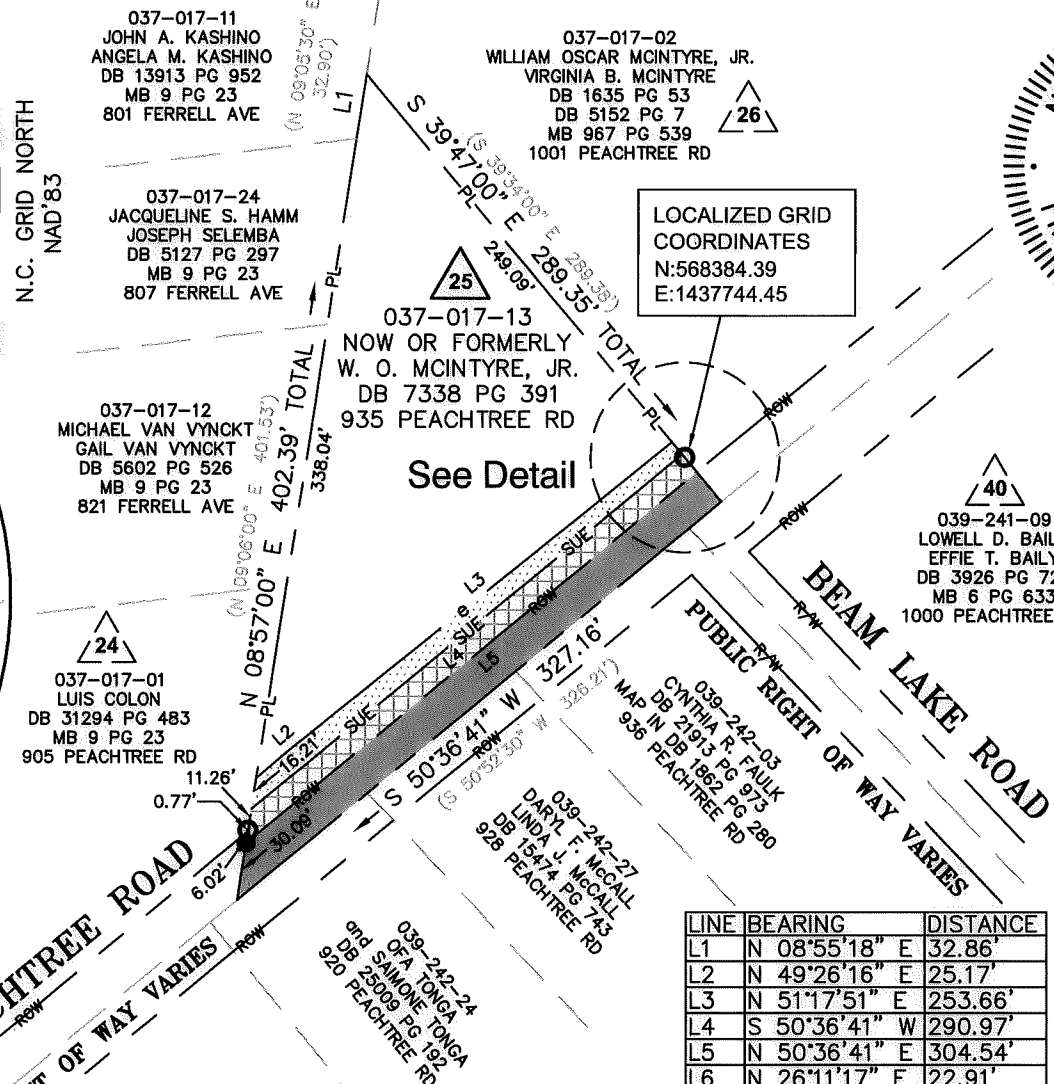 037-017-11
JOHN A. KASHINO
ANGELA M. KASHINO
DB 13913 PG 952
MB 9 PG 23
801 FERRELL AVE
(N 09°05'30" E
32.90')
L1
N.C. GRID NORTH
NAD'83
037-017-02
WILLIAM OSCAR MCINTYRE, JR.
VIRGINIA B. MCINTYRE
DB 1635 PG 53
DB 5152 PG 7
MB 967 PG 539
1001 PEACHTREE RD
26
S 39°47'00" E 289.35' TOTAL
(S 39°34'00" E 289.38')
PL
249.09'
PL
LOCALIZED GRID
COORDINATES
N:568384.39
E:1437744.45
037-017-24
JACQUELINE S. HAMM
JOSEPH SELEMBA
DB 5127 PG 297
MB 9 PG 23
807 FERRELL AVE
PL
25
037-017-13
NOW OR FORMERLY
W. O. MCINTYRE, JR.
DB 7338 PG 391
935 PEACHTREE RD
See Detail
037-017-12
MICHAEL VAN VYNCKT
GAIL VAN VYNCKT
DB 5602 PG 526
MB 9 PG 23
821 FERRELL AVE
N 08°57'00" E 402.39' TOTAL
(N 09°06'00" E 401.53')
338.04'
PL
24
037-017-01
LUIS COLON
DB 31294 PG 483
MB 9 PG 23
905 PEACHTREE RD
40
039-241-09
LOWELL D. BAIL
EFFIE T. BAILY
DB 3926 PG 72
MB 6 PG 633
1000 PEACHTREE
ROW
ROW
SUE
ROW
L3
e
L4
SUE
L5
L2
SUE
16.21'
ROW
30.09'
11.26'
0.77'
6.02'
S 50°36'41" W 327.16'
ROW
(S 50°52'30" W 326.21')
BEAM LAKE ROAD
R/W
R/W
PUBLIC RIGHT OF WAY VARIES
039-242-03
CYNTHIA R. FAULK
DB 21913 PG 973
MAP IN DB 1862 PG 280
936 PEACHTREE RD
039-242-27
DARYL F. McCALL
LINDA J. McCALL
DB 15474 PG 743
928 PEACHTREE RD
039-242-24
OFA TONGA
and SAIMONE TONGA
DB 25009 PG 192
920 PEACHTREE RD
CHTREE ROAD
ROW
ROW
T OF WAY VARIES
LINE BEARING DISTANCE
L1 N 08°55'18" E 32.86'
L2 N 49°26'16" E 25.17'
L3 N 51°17'51" E 253.66'
L4 S 50°36'41" W 290.97'
L5 N 50°36'41" E 304.54'
L6 N 26°11'17" E 22.91'